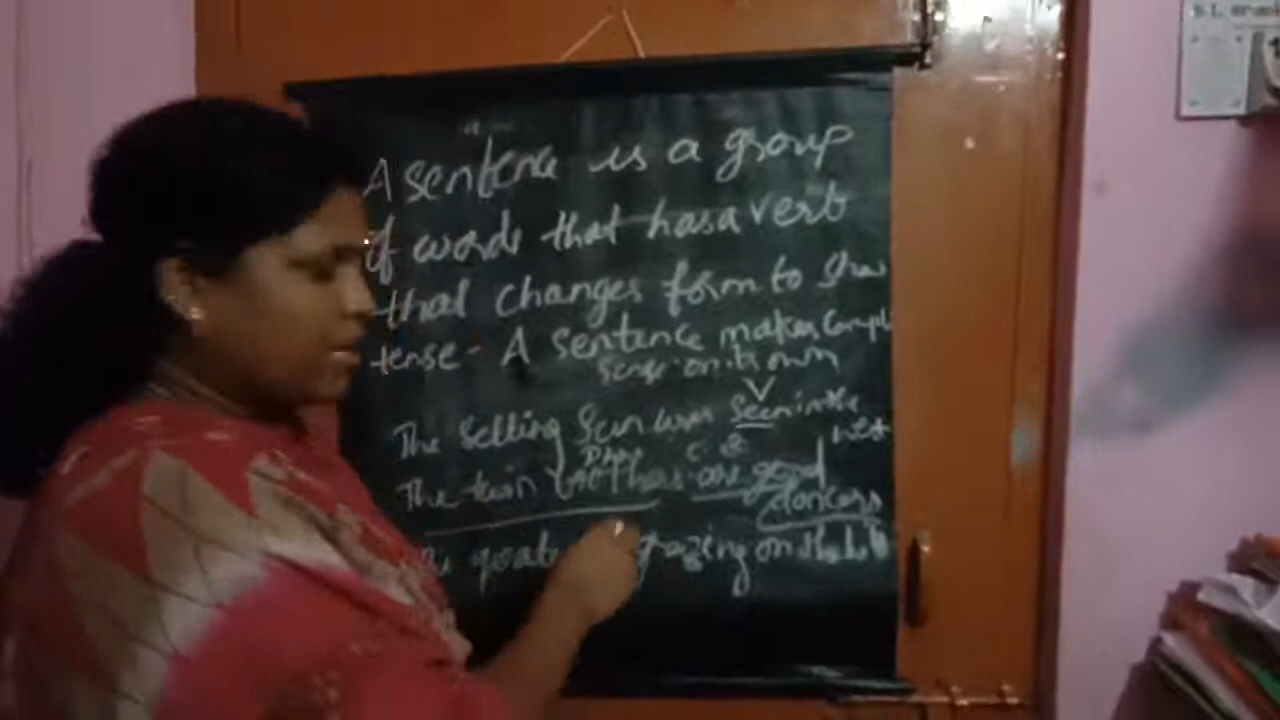 A sentence is a group
of words that has a verb
that changes form to show
tense - A sentence makes Compl
sense on its own
V
The setting Sun was Seen in the
West
The twin brothers are good
dancers
goats grazing on the hill